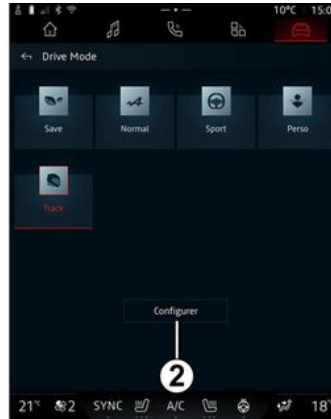 10°C 15:0
Drive Mode
Save Normal Sport Perso
Track
Configurer
2
21° 2 SYNC A/C 18°